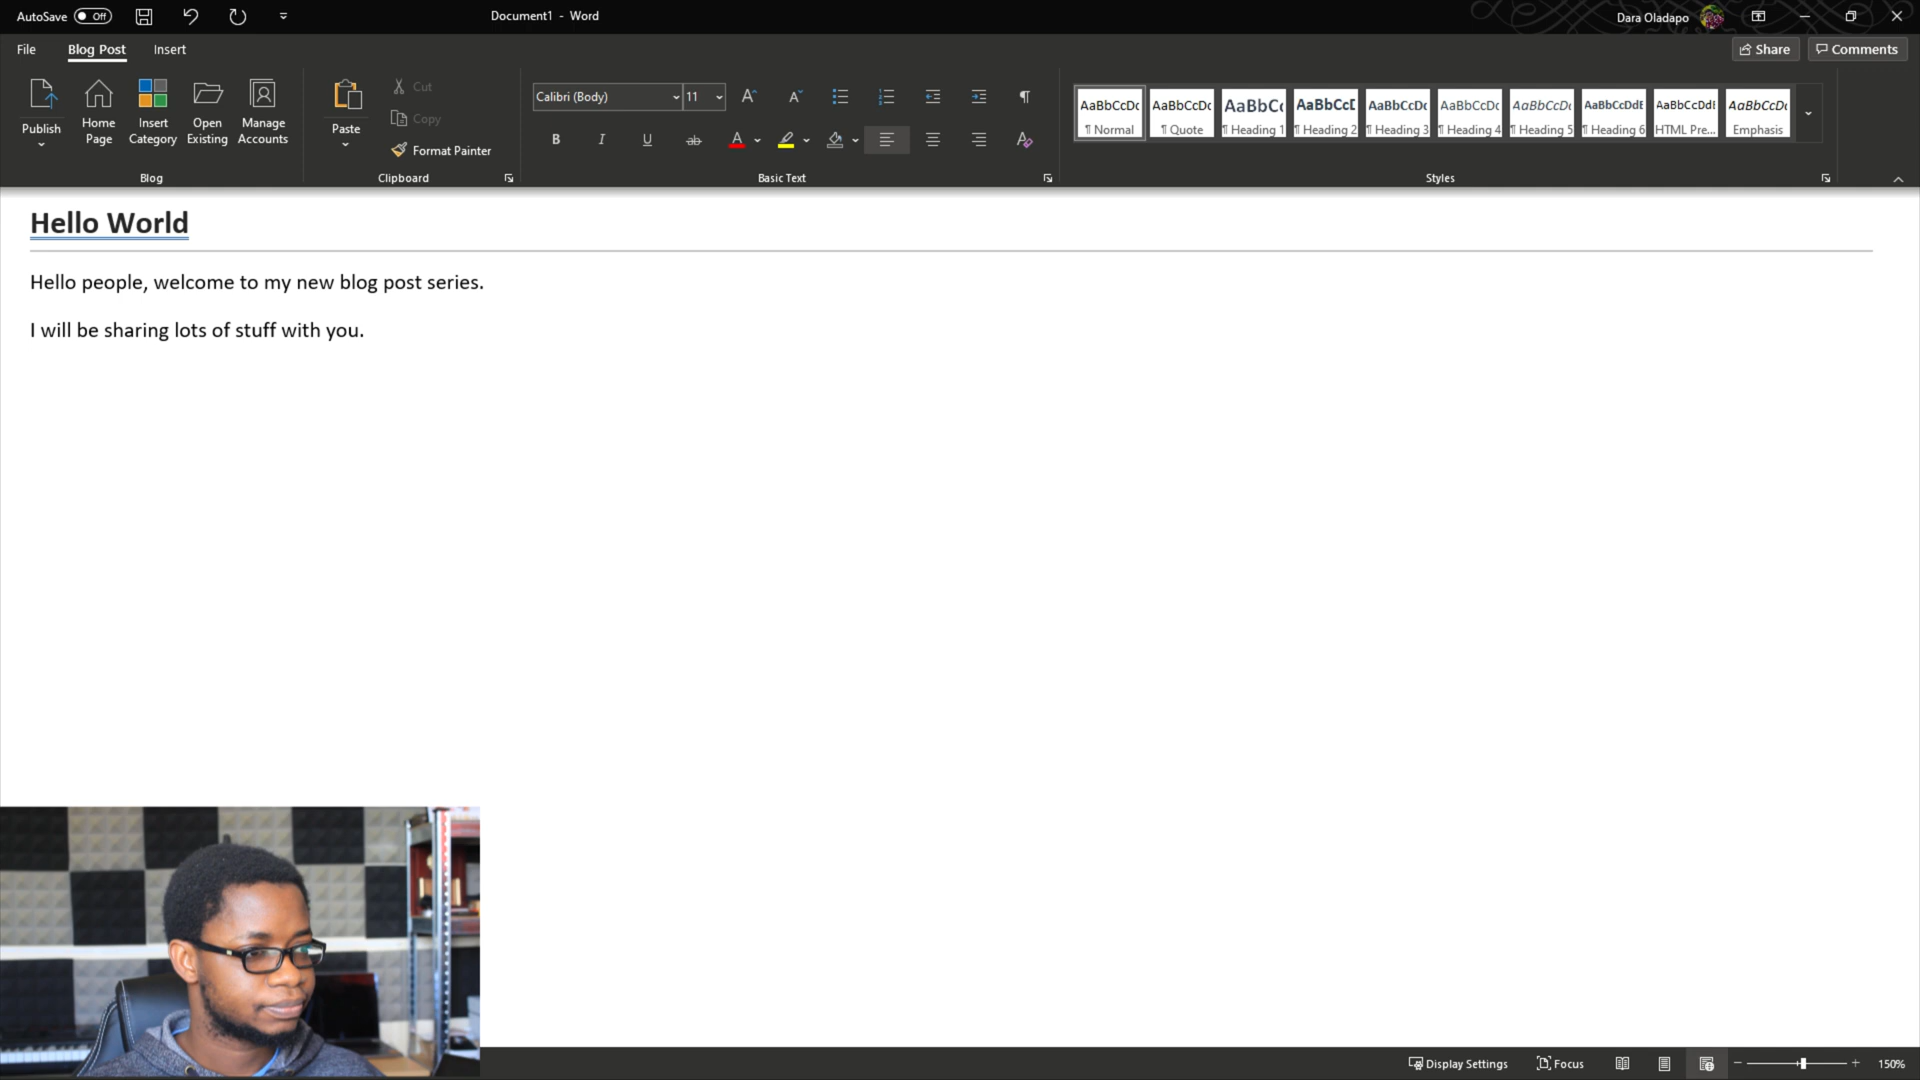 AutoSave Off Document1 - Word Dara Oladapo
File Blog Post Insert Share Comments
Publish Home Page Insert Category Open Existing Manage Accounts
Blog
Paste Cut Copy Format Painter
Clipboard
Calibri (Body) 11
B I U ab A
Basic Text
AaBbCcDc AaBbCcDc AaBbCc AaBbCcD AaBbCcDc AaBbCcDc AaBbCcDc AaBbCcDdE AaBbCcDdE AaBbCcDc
¶ Normal ¶ Quote ¶ Heading 1 ¶ Heading 2 ¶ Heading 3 ¶ Heading 4 ¶ Heading 5 ¶ Heading 6 HTML Pre... Emphasis
Styles
Hello World
Hello people, welcome to my new blog post series.
I will be sharing lots of stuff with you.
Display Settings Focus 150%